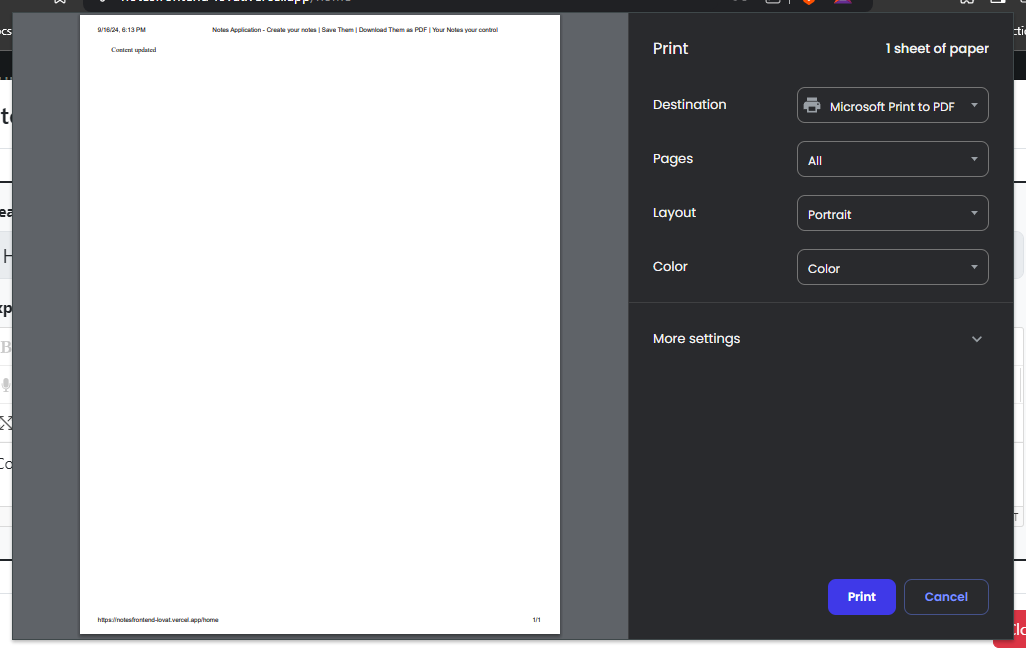 9/16/24, 6:13 PM
Notes Application - Create your notes | Save Them | Download Them as PDF | Your Notes your control
Content updated
https://notesfrontend-lovat.vercel.app/home
1/1
Print
1 sheet of paper
Destination
Microsoft Print to PDF
Pages
All
Layout
Portrait
Color
Color
More settings
Print
Cancel